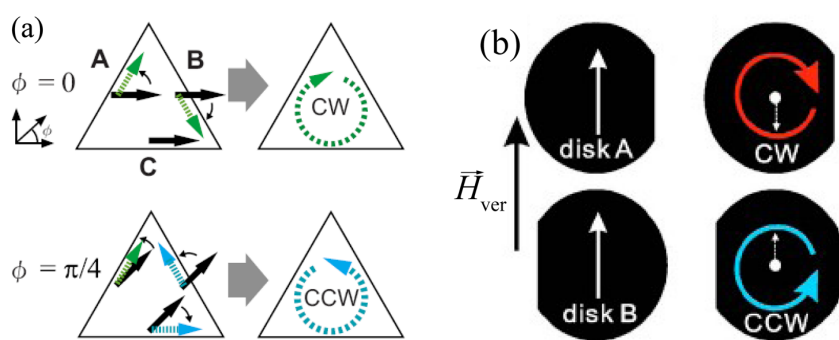 (a)
A
B
ϕ = 0
CW
ϕ
C
ϕ = π/4
CCW
(b)
disk A
CW
H⃗ver
disk B
CCW